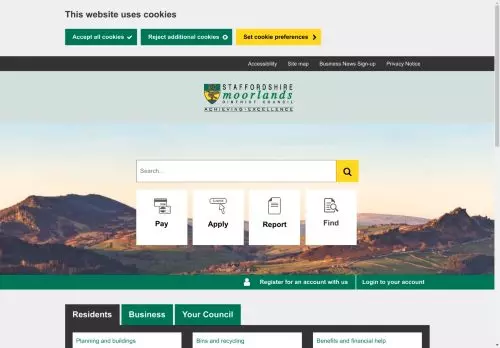 This website uses cookies
Accept all cookies
Reject additional cookies
Set cookie preferences
Accessibility Site map Business News Sign-up Privacy Notice
STAFFORDSHIRE
moorlands
DISTRICT COUNCIL
ACHIEVING · EXCELLENCE
Search...
Pay Apply Report Find
Register for an account with us Login to your account
Residents Business Your Council
Planning and buildings Bins and recycling Benefits and financial help